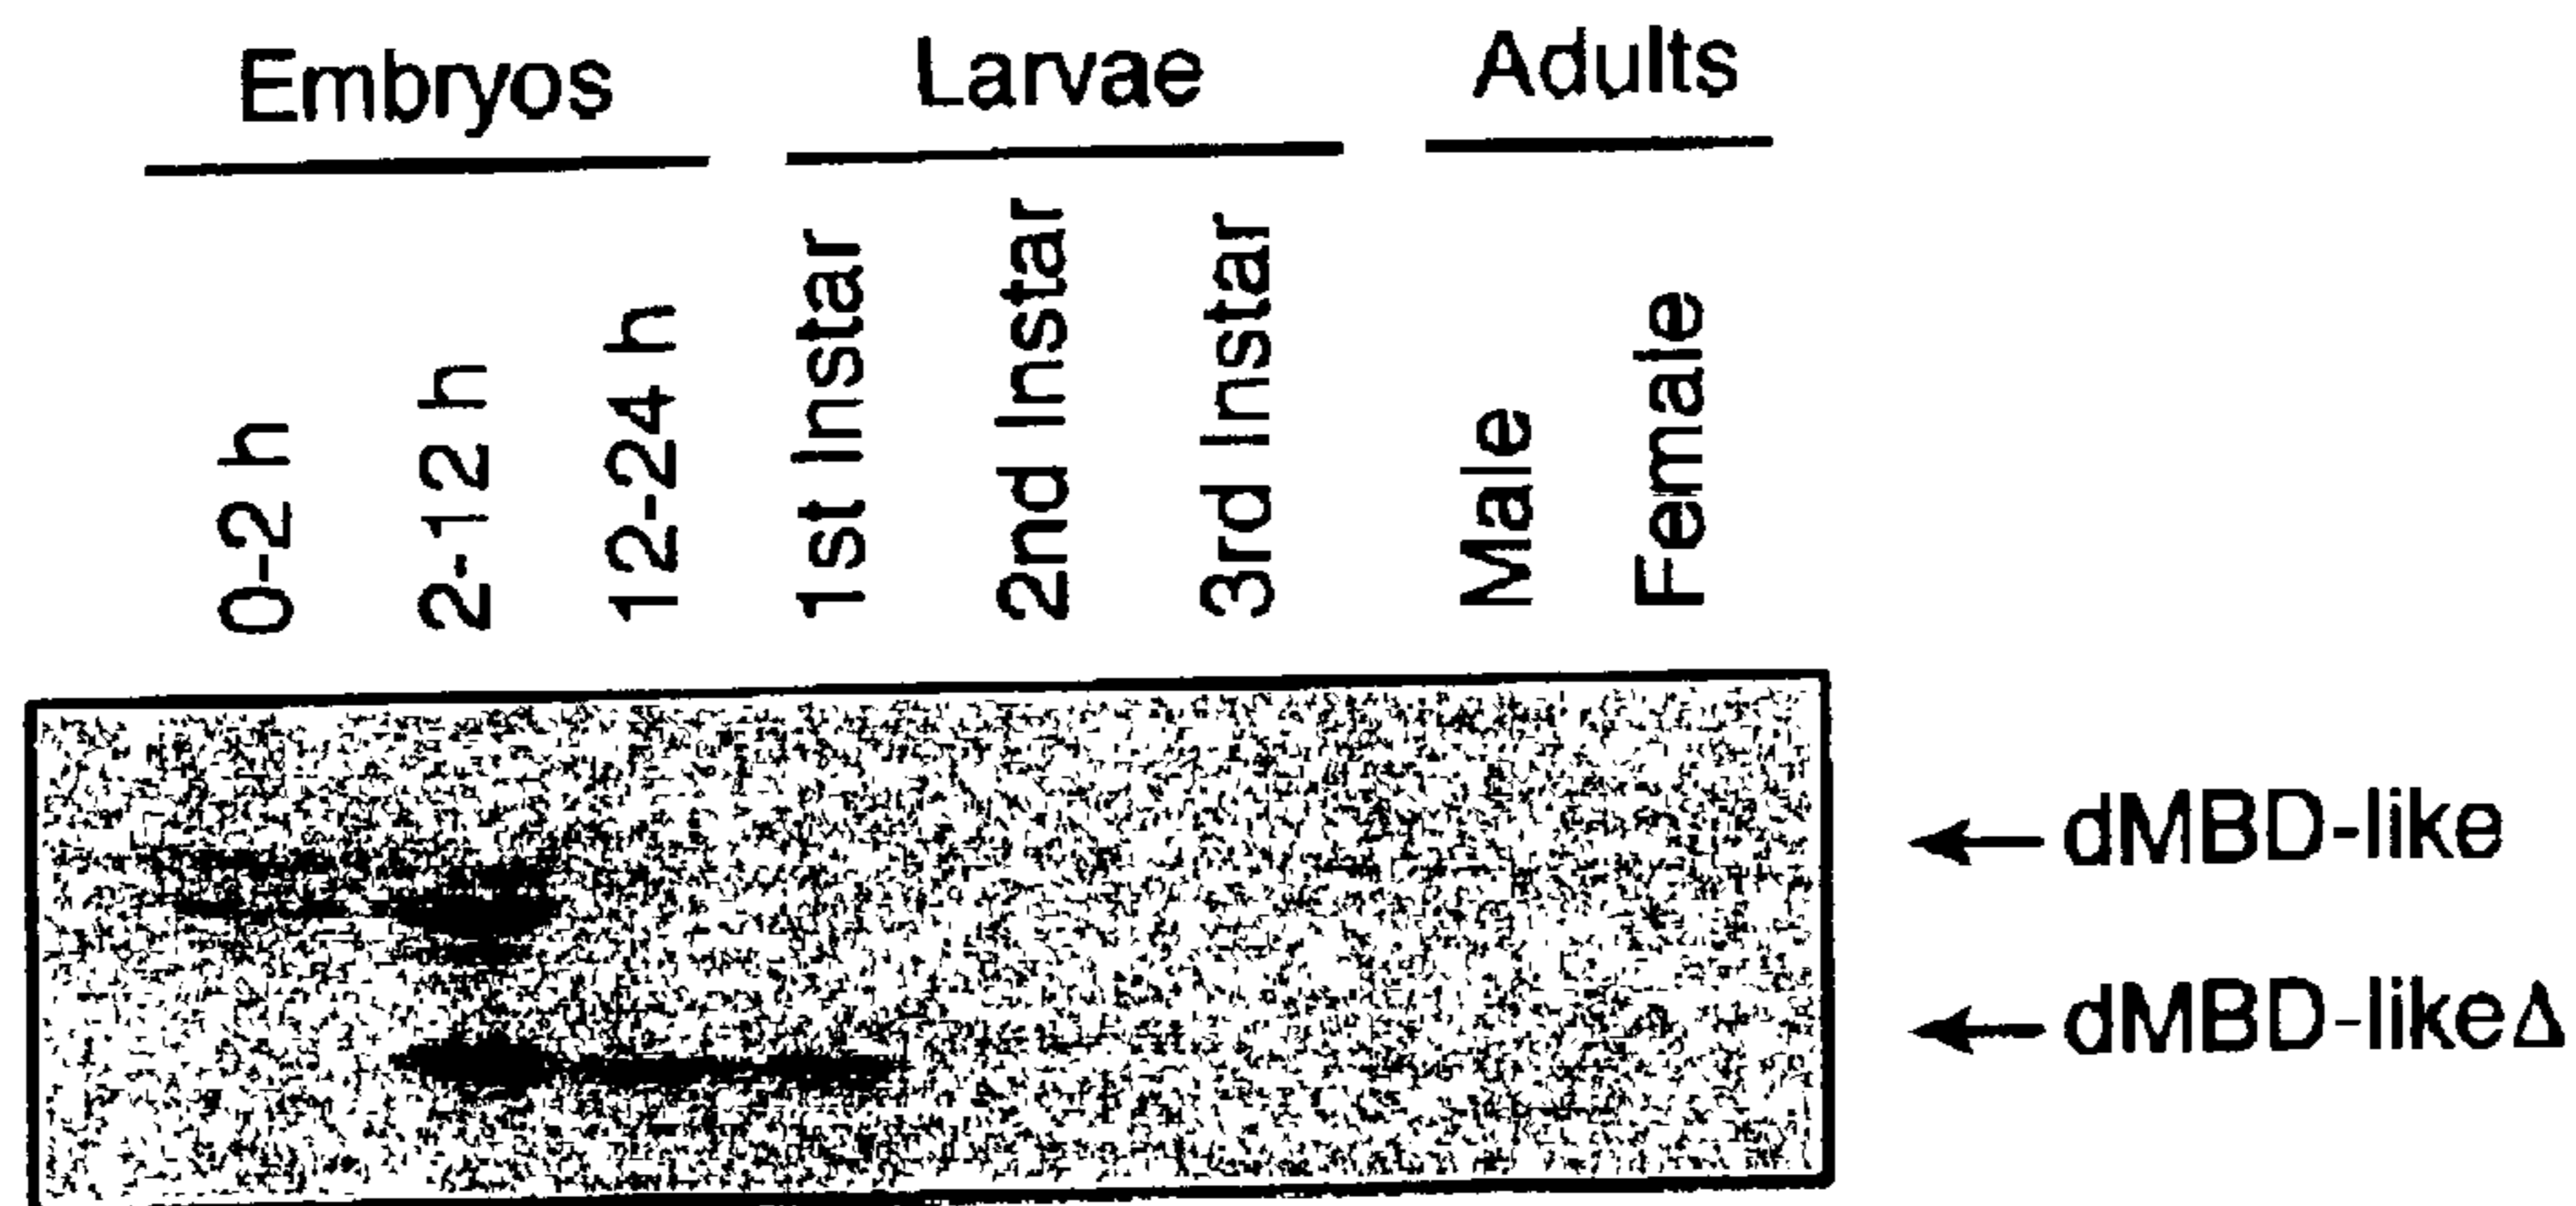 Embryos Larvae Adults
0-2 h
2-12 h
12-24 h
1st Instar
2nd Instar
3rd Instar
Male
Female
dMBD-like
dMBD-likeΔ